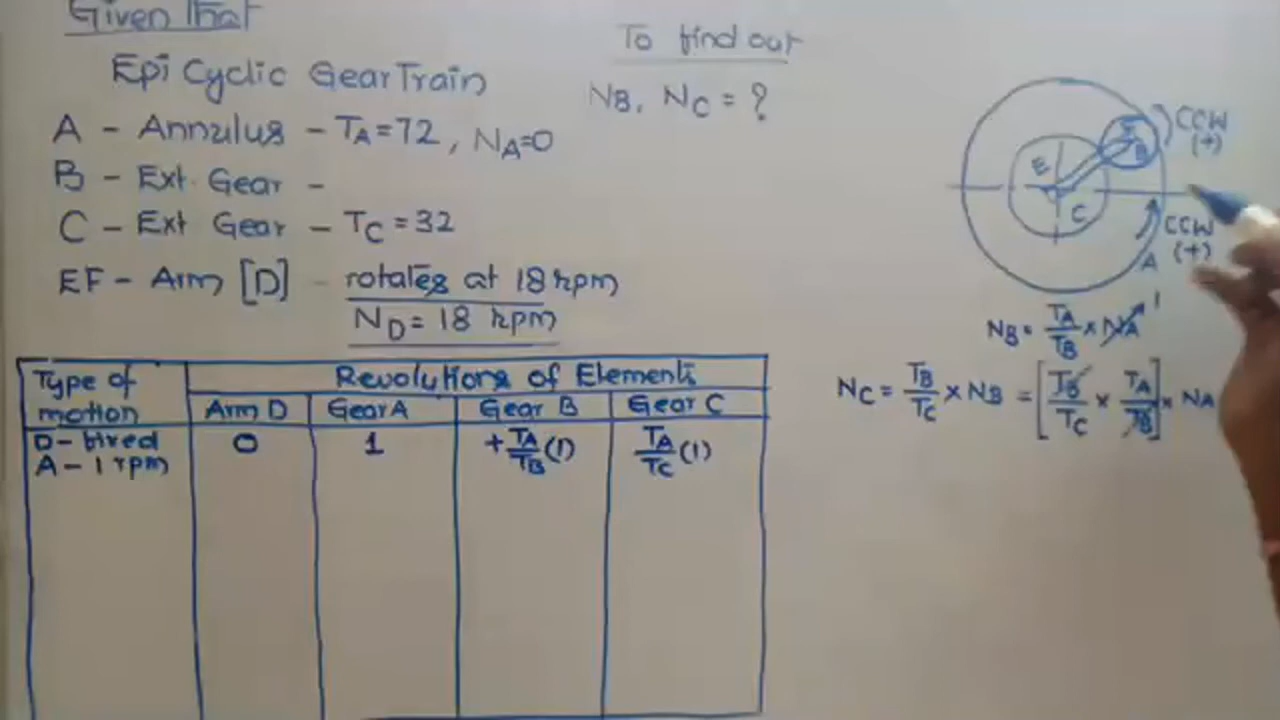 Given That
EpiCyclic Gear Train
A - Annulus - TA=72, NA=0
B - Ext. Gear -
C - Ext Gear - TC = 32
EF - Arm [D] - rotates at 18 rpm
ND = 18 rpm
To find out
NB, NC = ?
E
F
B
C
A
CCW
(+)
CCW
(+)
NB = TA/TB × NA 1
NC = TB/TC × NB = [TB/TC × TA/TB] × NA
Type of motion
Revolutions of Elements
Arm D Gear A Gear B Gear C
D- fixed
A - 1 rpm
0 1 +TA/TB (1) TA/TC (1)